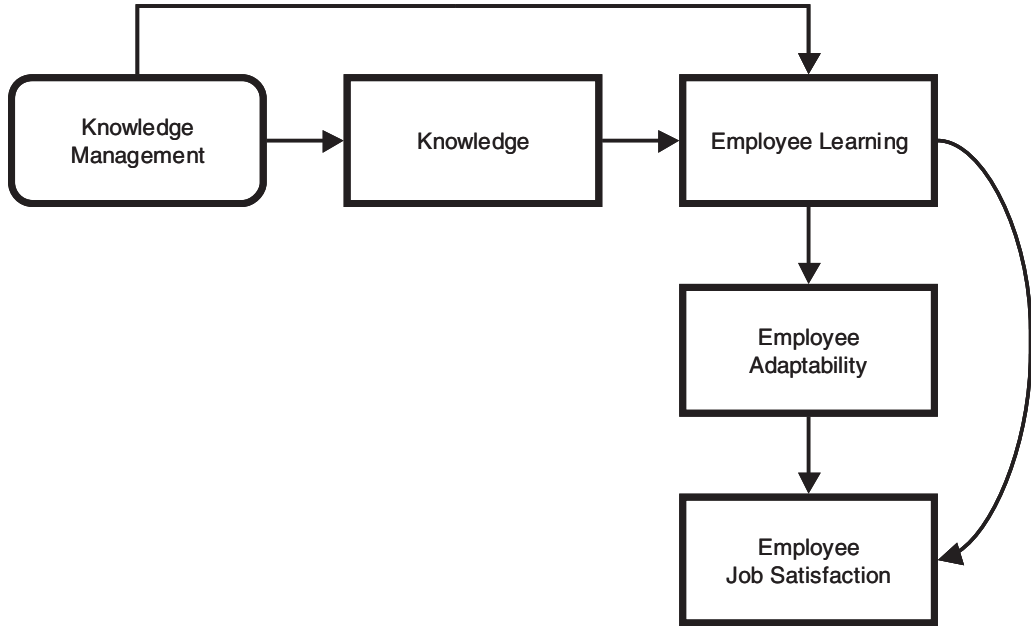 Knowledge
Management
Knowledge
Employee Learning
Employee
Adaptability
Employee
Job Satisfaction